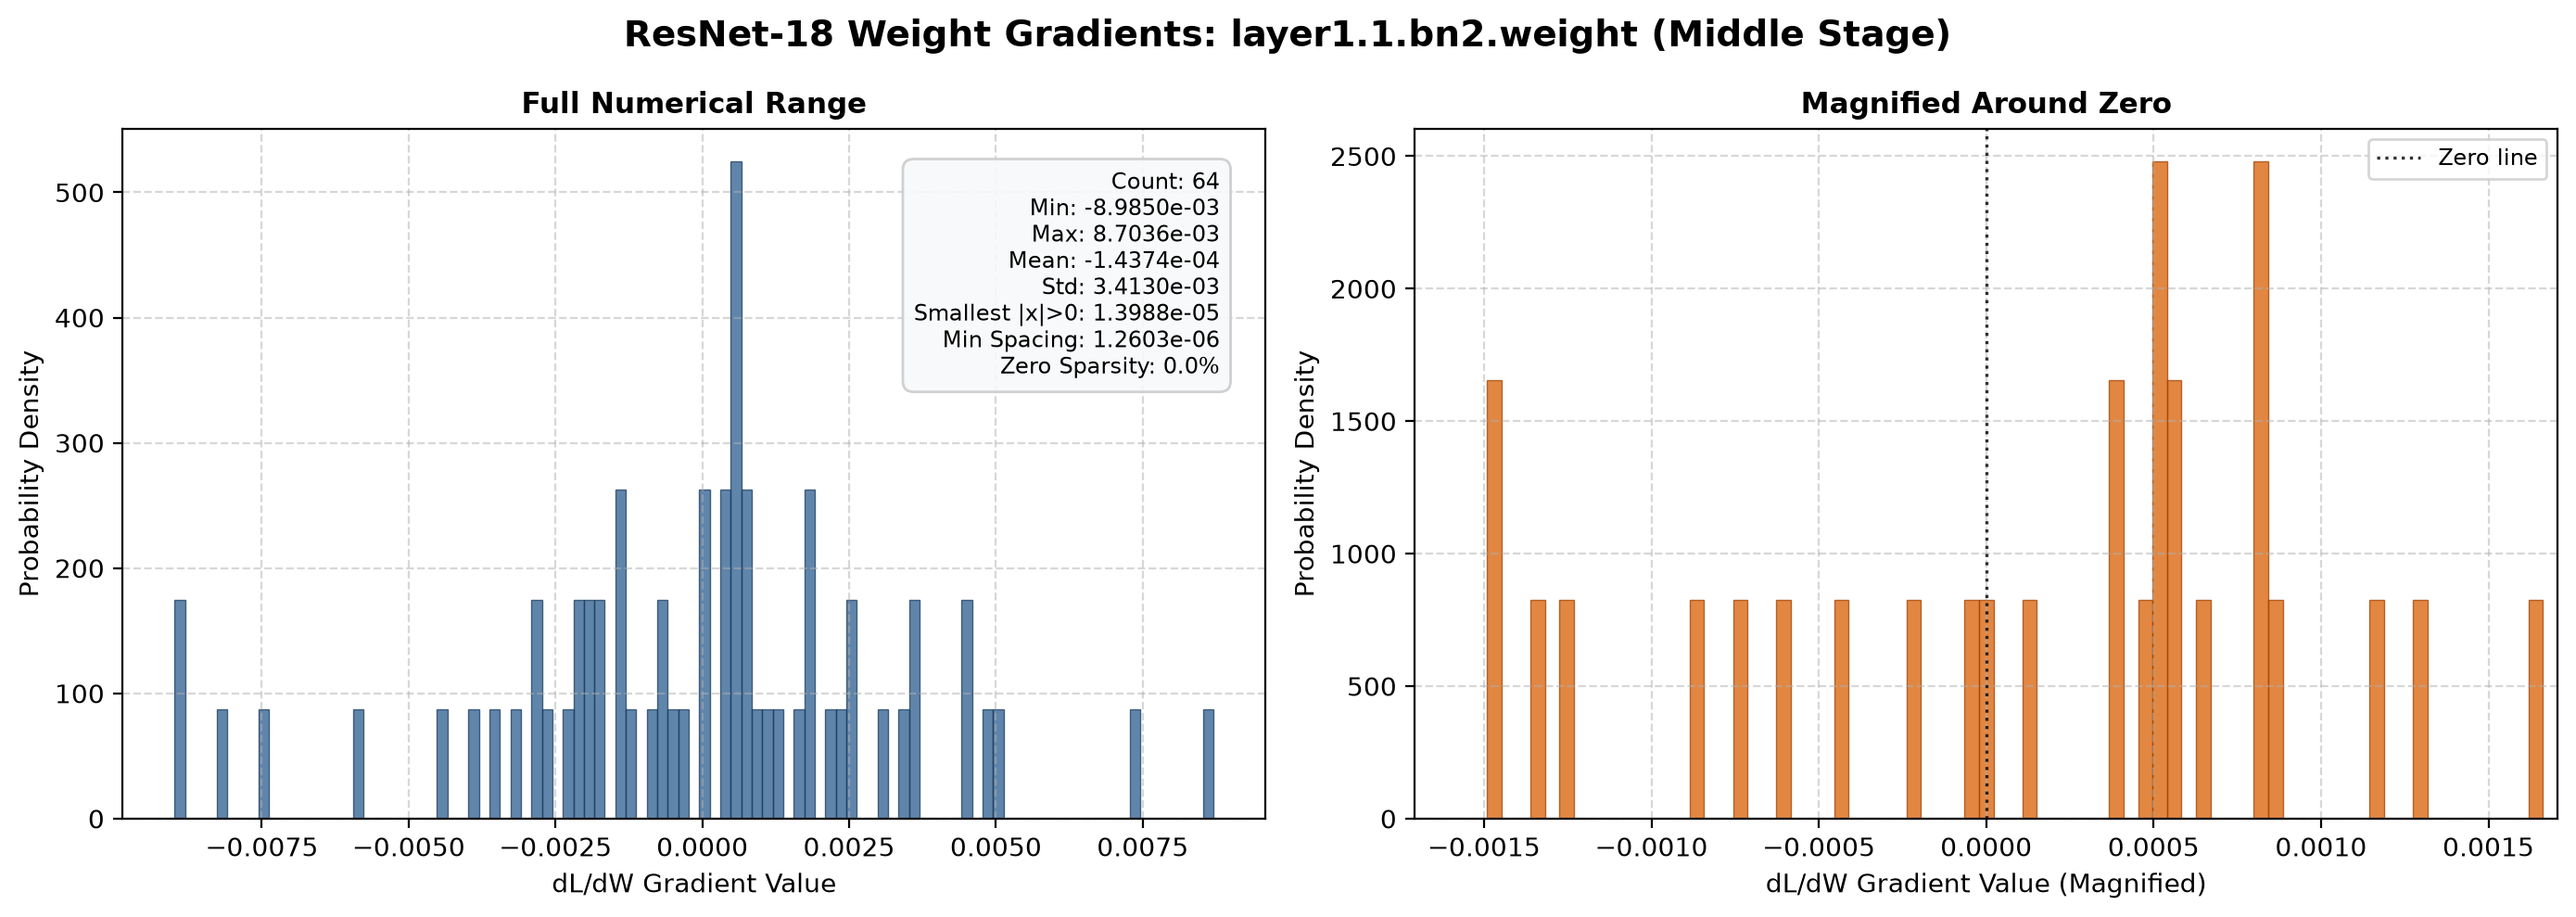 ResNet-18 Weight Gradients: layer1.1.bn2.weight (Middle Stage)
Full Numerical Range
Probability Density
500
400
300
200
100
0
Count: 64
Min: -8.9850e-03
Max: 8.7036e-03
Mean: -1.4374e-04
Std: 3.4130e-03
Smallest |x|>0: 1.3988e-05
Min Spacing: 1.2603e-06
Zero Sparsity: 0.0%
−0.0075 −0.0050 −0.0025 0.0000 0.0025 0.0050 0.0075
dL/dW Gradient Value
Magnified Around Zero
Probability Density
2500
2000
1500
1000
500
0
Zero line
−0.0015 −0.0010 −0.0005 0.0000 0.0005 0.0010 0.0015
dL/dW Gradient Value (Magnified)